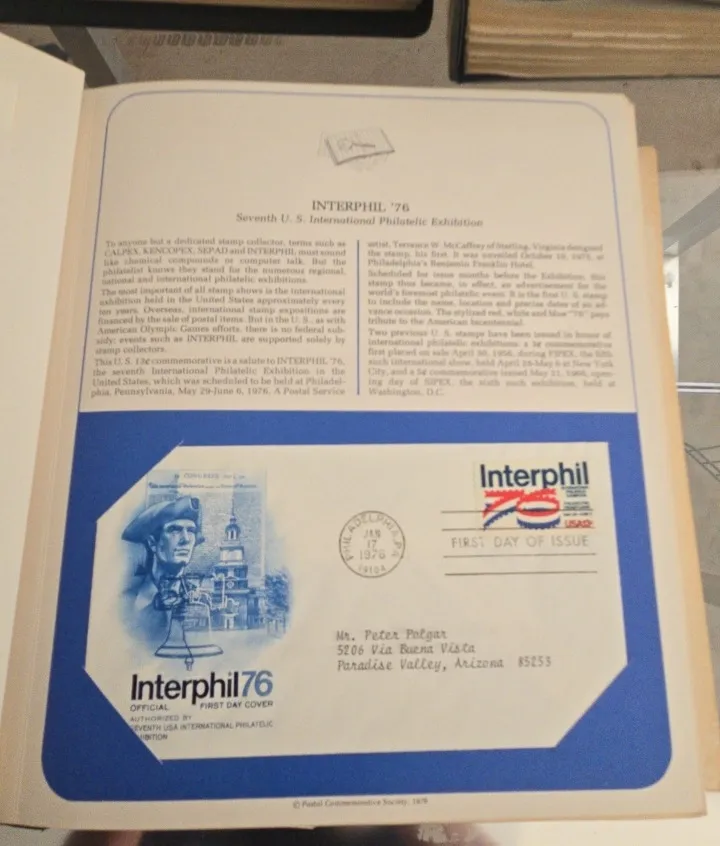 INTERPHIL '76
Seventh U. S. International Philatelic Exhibition
To anyone but a dedicated stamp collector, terms such as
CALPEX, KENCOPEX, SEPAD and INTERPHIL must sound
like chemical compounds or computer talk. But the
philatelist knows they stand for the numerous regional,
national and international philatelic exhibitions.
The most important of all stamp shows is the international
exhibition held in the United States approximately every
ten years. Overseas, international stamp expositions are
financed by the sale of postal items. But in the U. S., as with
American Olympic Games efforts, there is no federal sub-
sidy; events such as INTERPHIL are supported solely by
stamp collectors.
This U. S. 13¢ commemorative is a salute to INTERPHIL '76,
the seventh International Philatelic Exhibition in the
United States, which was scheduled to be held at Philadel-
phia, Pennsylvania, May 29-June 6, 1976. A Postal Service
artist, Terrance W. McCaffrey of Sterling, Virginia designed
the stamp, his first. It was unveiled October 19, 1975, at
Philadelphia's Benjamin Franklin Hotel.
Scheduled for issue months before the Exhibition, this
stamp thus became, in effect, an advertisement for the
world's foremost philatelic event. It is the first U. S. stamp
to include the name, location and precise dates of an ad-
vance occasion. The stylized red, white and blue "76" pays
tribute to the American bicentennial.
Two previous U. S. stamps have been issued in honor of
international philatelic exhibitions: a 3¢ commemorative
first placed on sale April 30, 1956, during FIPEX, the fifth
such international show, held April 28-May 6 at New York
City, and a 5¢ commemorative issued May 21, 1966, open-
ing day of SIPEX, the sixth such exhibition, held at
Washington, D.C.
Interphil
76
USA 13c
PHILADELPHIA, PA
JAN
17
1976
19104
FIRST DAY OF ISSUE
Mr. Peter Polgar
5206 Via Buena Vista
Paradise Valley, Arizona 85253
Interphil76
OFFICIAL FIRST DAY COVER
AUTHORIZED BY
SEVENTH USA INTERNATIONAL PHILATELIC
HIBITION
© Postal Commemorative Society, 1976